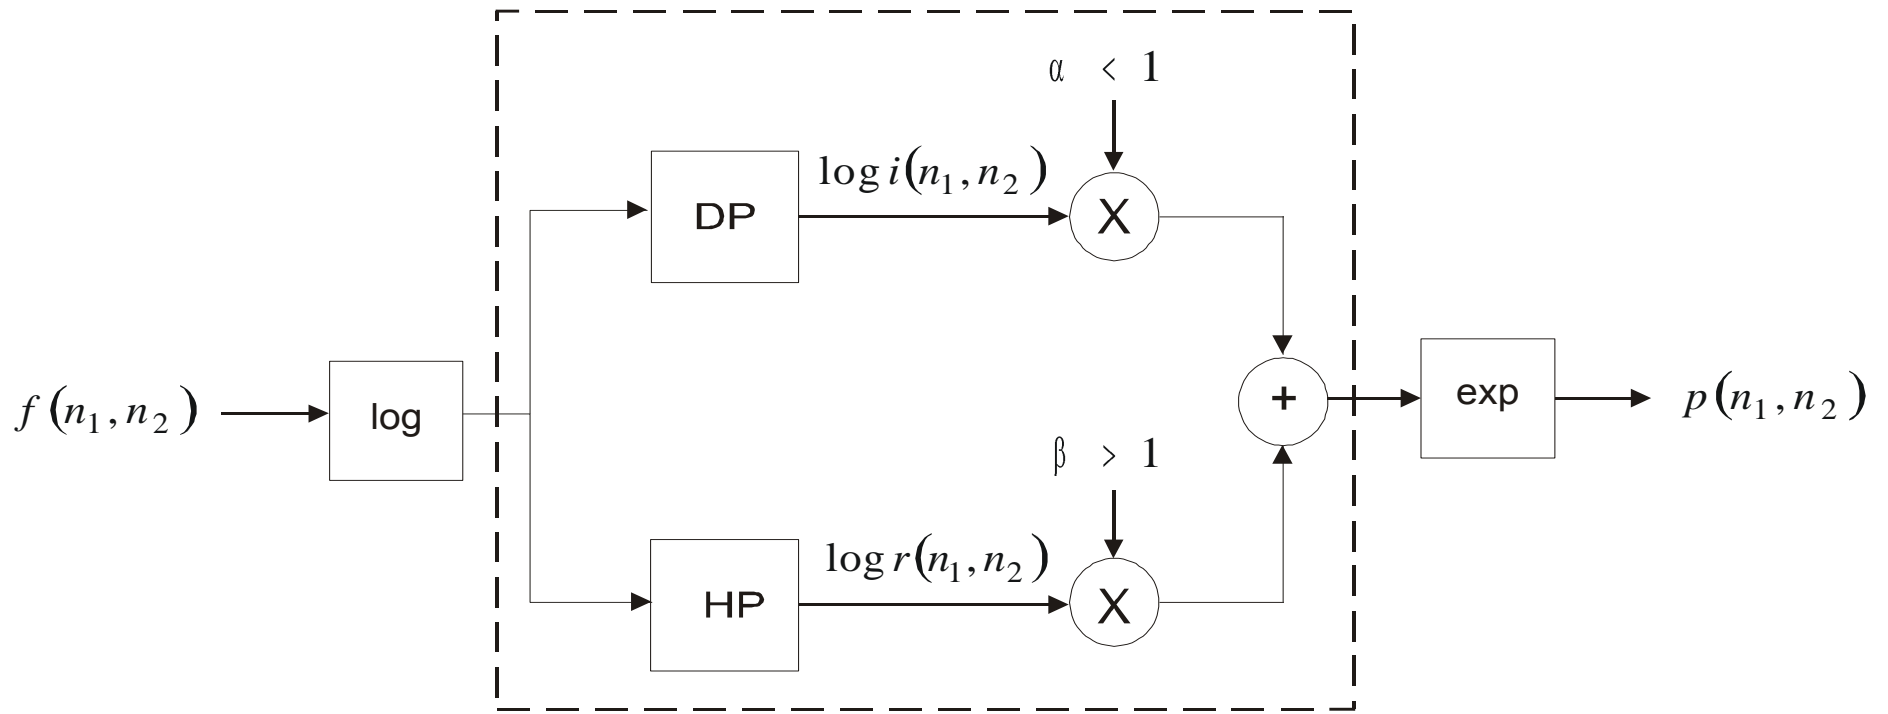 α < 1
log i(n₁, n₂)
DP
X
f(n₁, n₂)
log
+
exp
p(n₁, n₂)
β > 1
log r(n₁, n₂)
HP
X